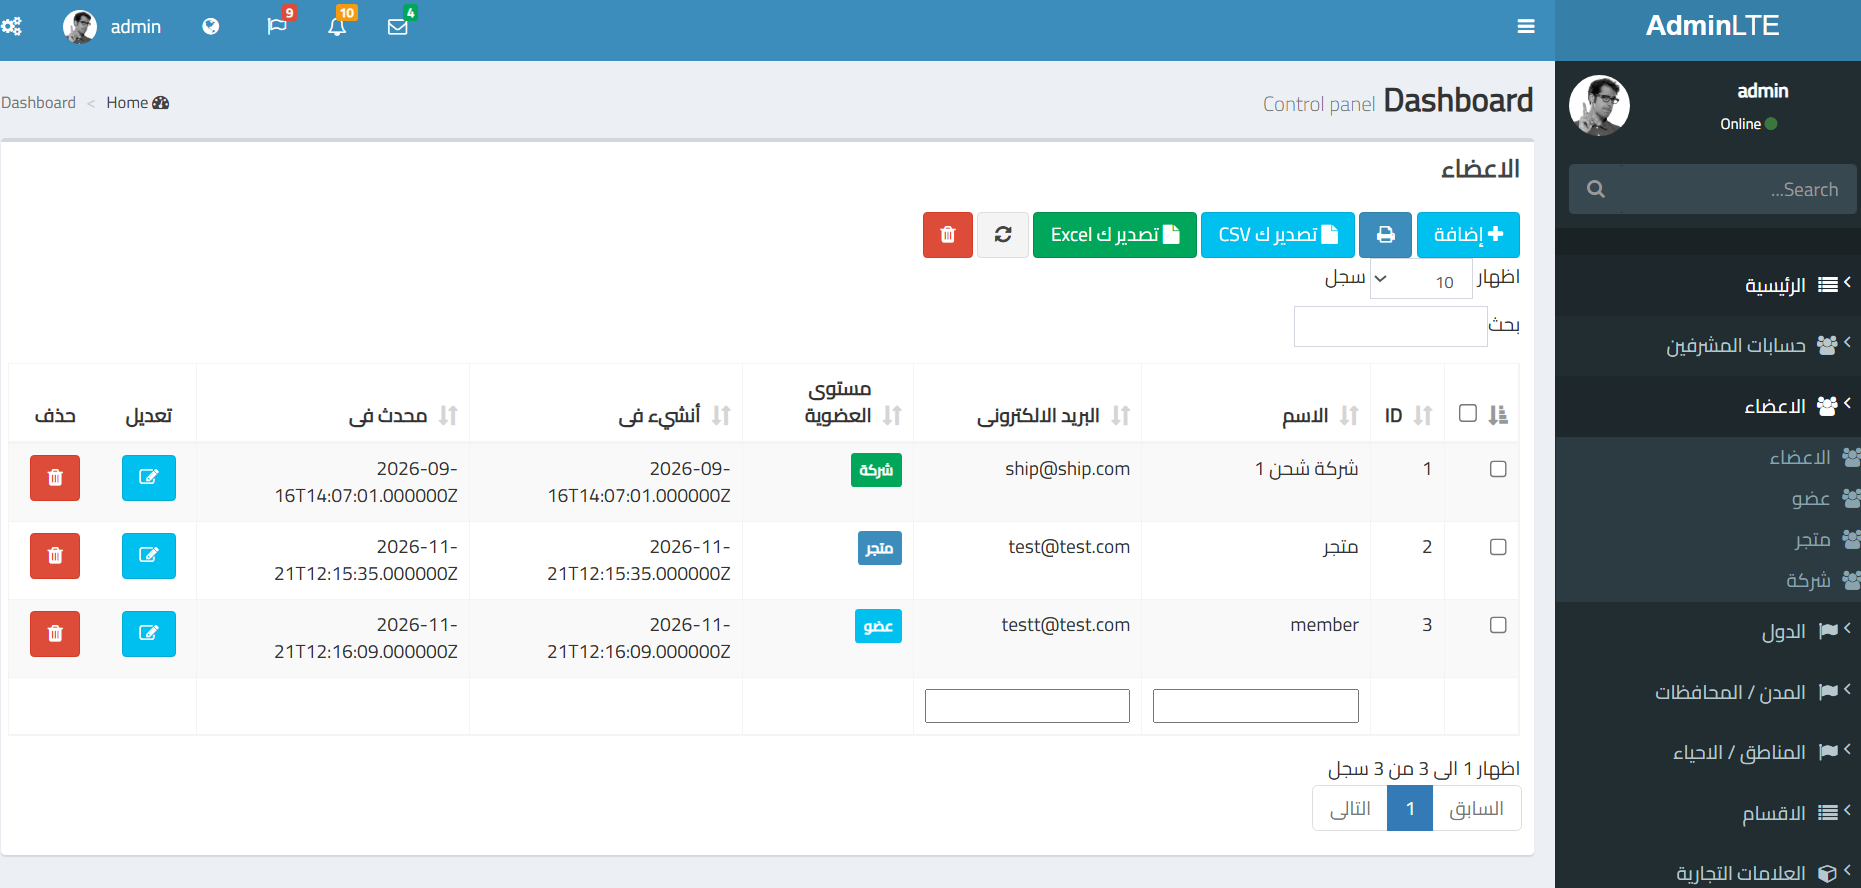 AdminLTE
admin
9
10
4
admin
Online
Search...
الرئيسية
حسابات المشرفين
الاعضاء
الاعضاء
عضو
متجر
شركة
الدول
المدن / المحافظات
المناطق / الاحياء
الاقسام
العلامات التجارية
Dashboard Control panel
Home > Dashboard
الاعضاء
إضافة
تصدير ك CSV
تصدير ك Excel
اظهار 10 سجل
بحث
ID الاسم البريد الالكترونى مستوى العضوية أنشيء فى محدث فى تعديل حذف
1 شركة شحن 1 ship@ship.com شركة 2026-09-16T14:07:01.000000Z 2026-09-16T14:07:01.000000Z
2 متجر test@test.com متجر 2026-11-21T12:15:35.000000Z 2026-11-21T12:15:35.000000Z
3 member testt@test.com عضو 2026-11-21T12:16:09.000000Z 2026-11-21T12:16:09.000000Z
اظهار 1 الى 3 من 3 سجل
السابق 1 التالى